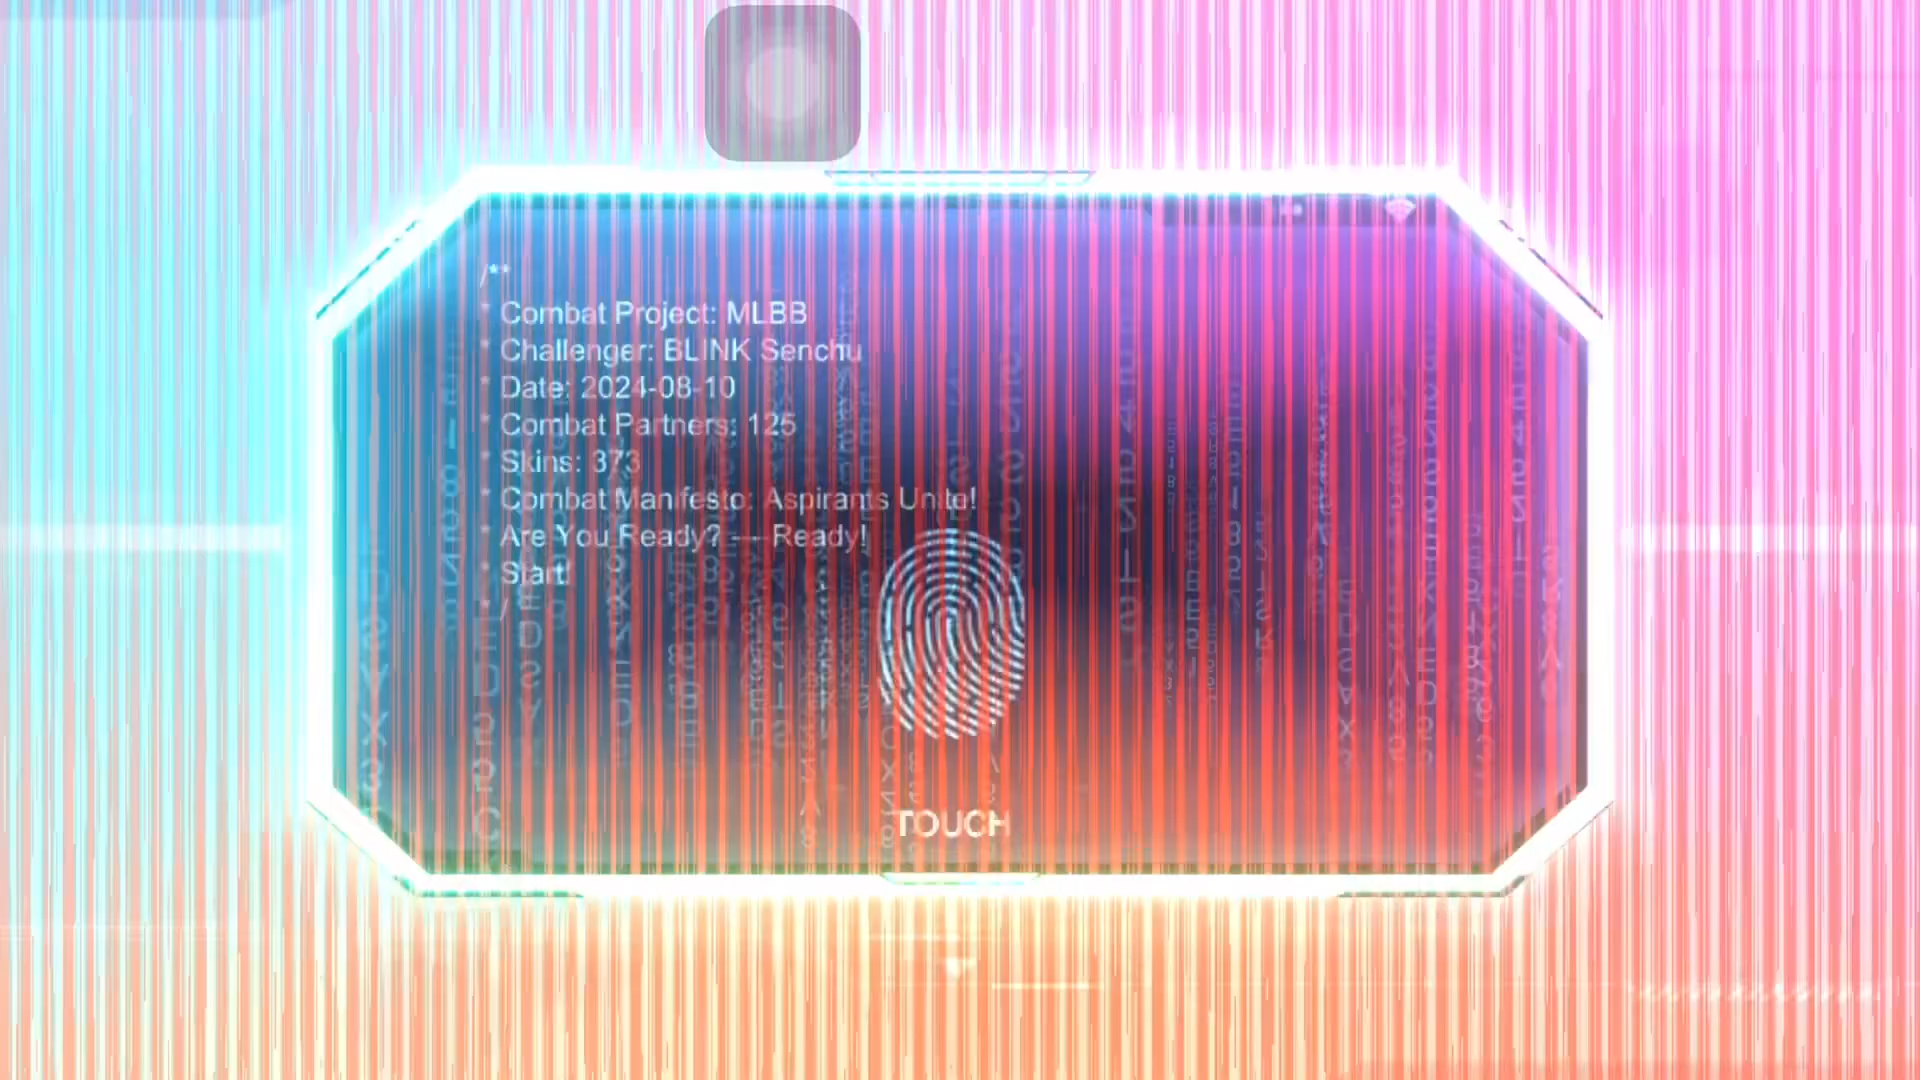 /**
* Combat Project: MLBB
* Challenger: BLINK Senchu
* Date: 2024-08-10
* Combat Partners: 125
* Skins: 373
* Combat Manifesto: Aspirants Unite!
* Are You Ready? — Ready!
* Start!
/
TOUCH